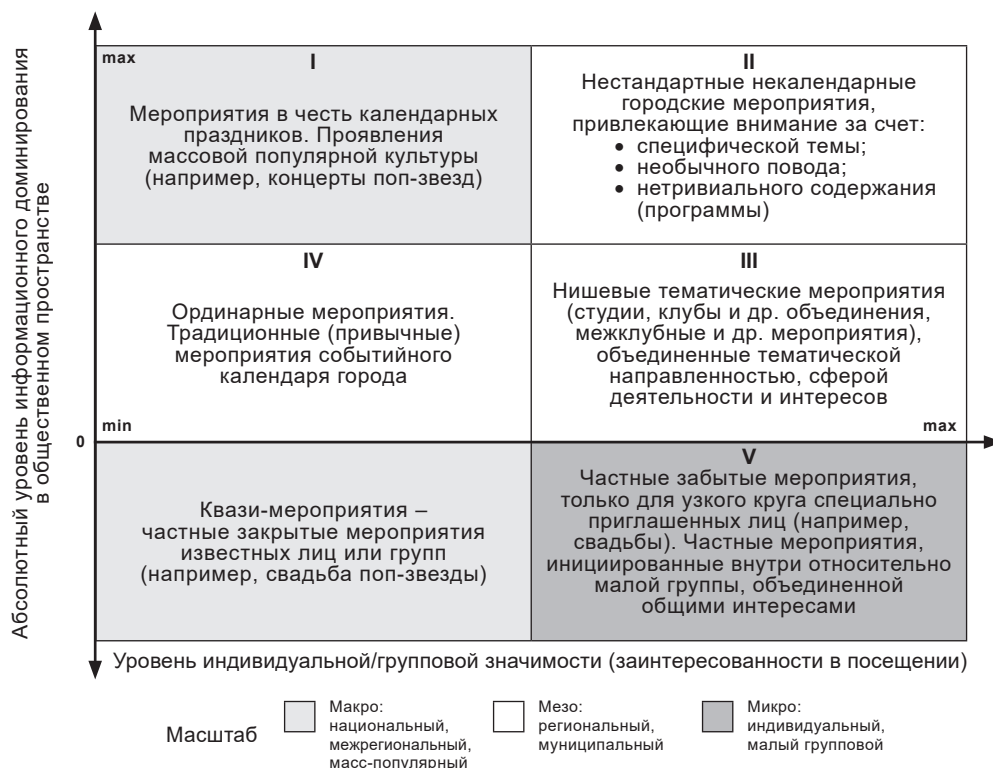 Абсолютный уровень информационного доминирования
в общественном пространстве
max
I
Мероприятия в честь календарных
праздников. Проявления
массовой популярной культуры
(например, концерты поп-звезд)
II
Нестандартные некалендарные
городские мероприятия,
привлекающие внимание за счет:
• специфической темы;
• необычного повода;
• нетривиального содержания
(программы)
IV
Ординарные мероприятия.
Традиционные (привычные)
мероприятия событийного
календаря города
III
Нишевые тематические мероприятия
(студии, клубы и др. объединения,
межклубные и др. мероприятия),
объединенные тематической
направленностью, сферой
деятельности и интересов
min
max
0
Квази-мероприятия –
частные закрытые мероприятия
известных лиц или групп
(например, свадьба поп-звезды)
V
Частные забытые мероприятия,
только для узкого круга специально
приглашенных лиц (например,
свадьбы). Частные мероприятия,
инициированные внутри относительно
малой группы, объединенной
общими интересами
Уровень индивидуальной/групповой значимости (заинтересованности в посещении)
Масштаб
Макро:
национальный,
межрегиональный,
масс-популярный
Мезо:
региональный,
муниципальный
Микро:
индивидуальный,
малый групповой